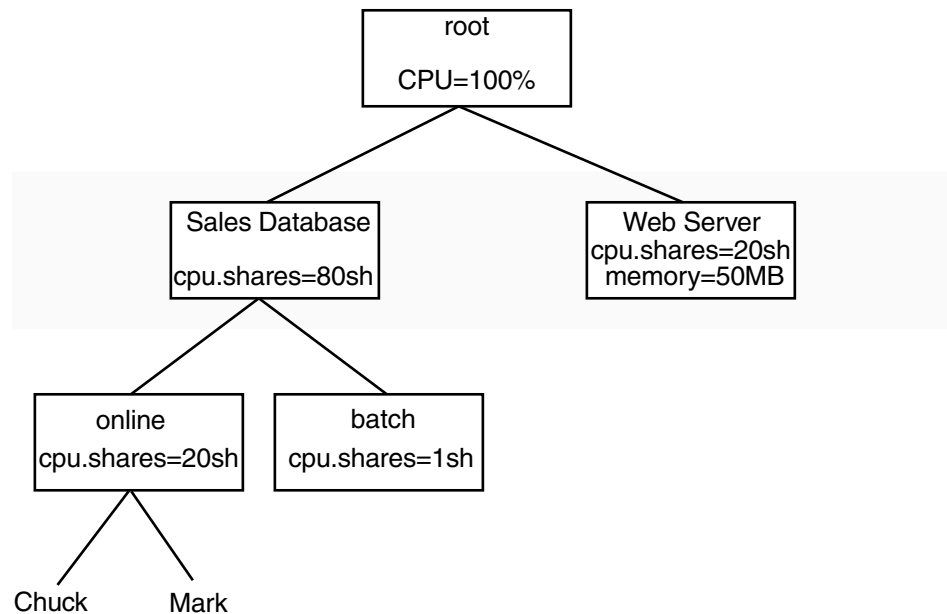 root
CPU=100%
Sales Database
cpu.shares=80sh
Web Server
cpu.shares=20sh
memory=50MB
online
cpu.shares=20sh
batch
cpu.shares=1sh
Chuck
Mark